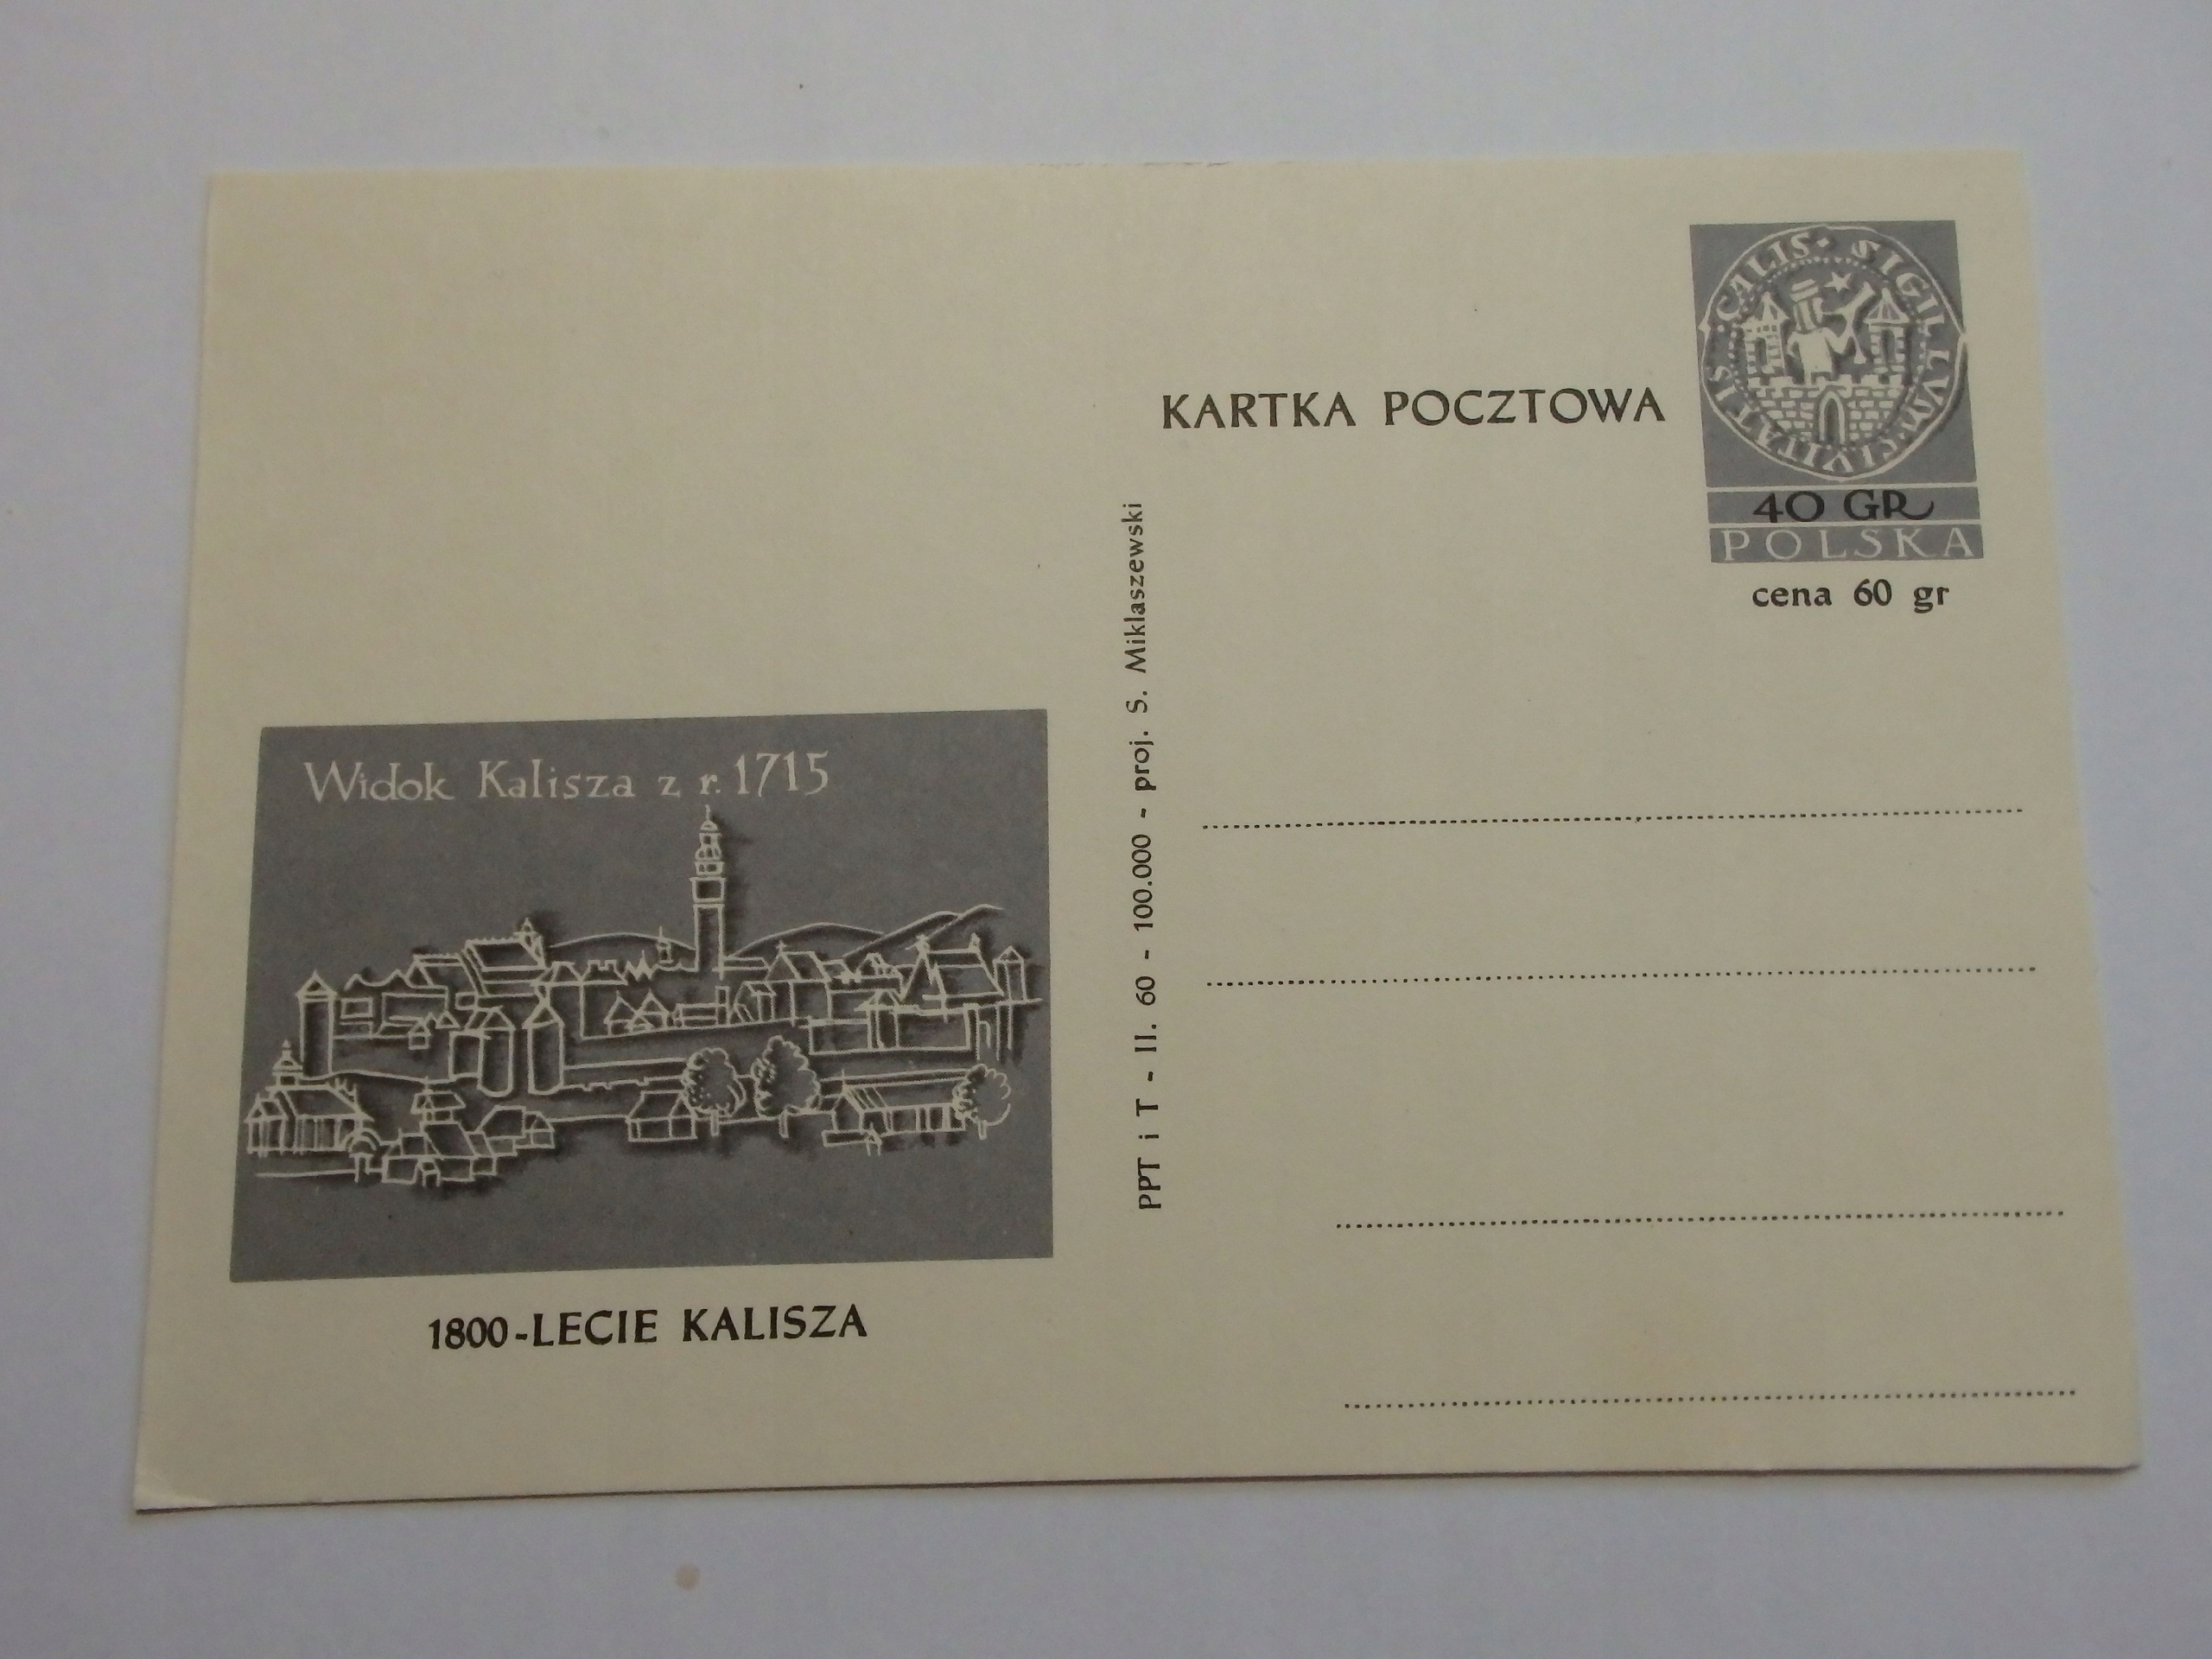 KARTKA POCZTOWA
SIGILLVM·CIVITATIS·CALIS·
40 GR
POLSKA
cena 60 gr
PPT i T - II. 60 - 100.000 - proj. S. Miklaszewski
Widok Kalisza z r. 1715
1800-LECIE KALISZA